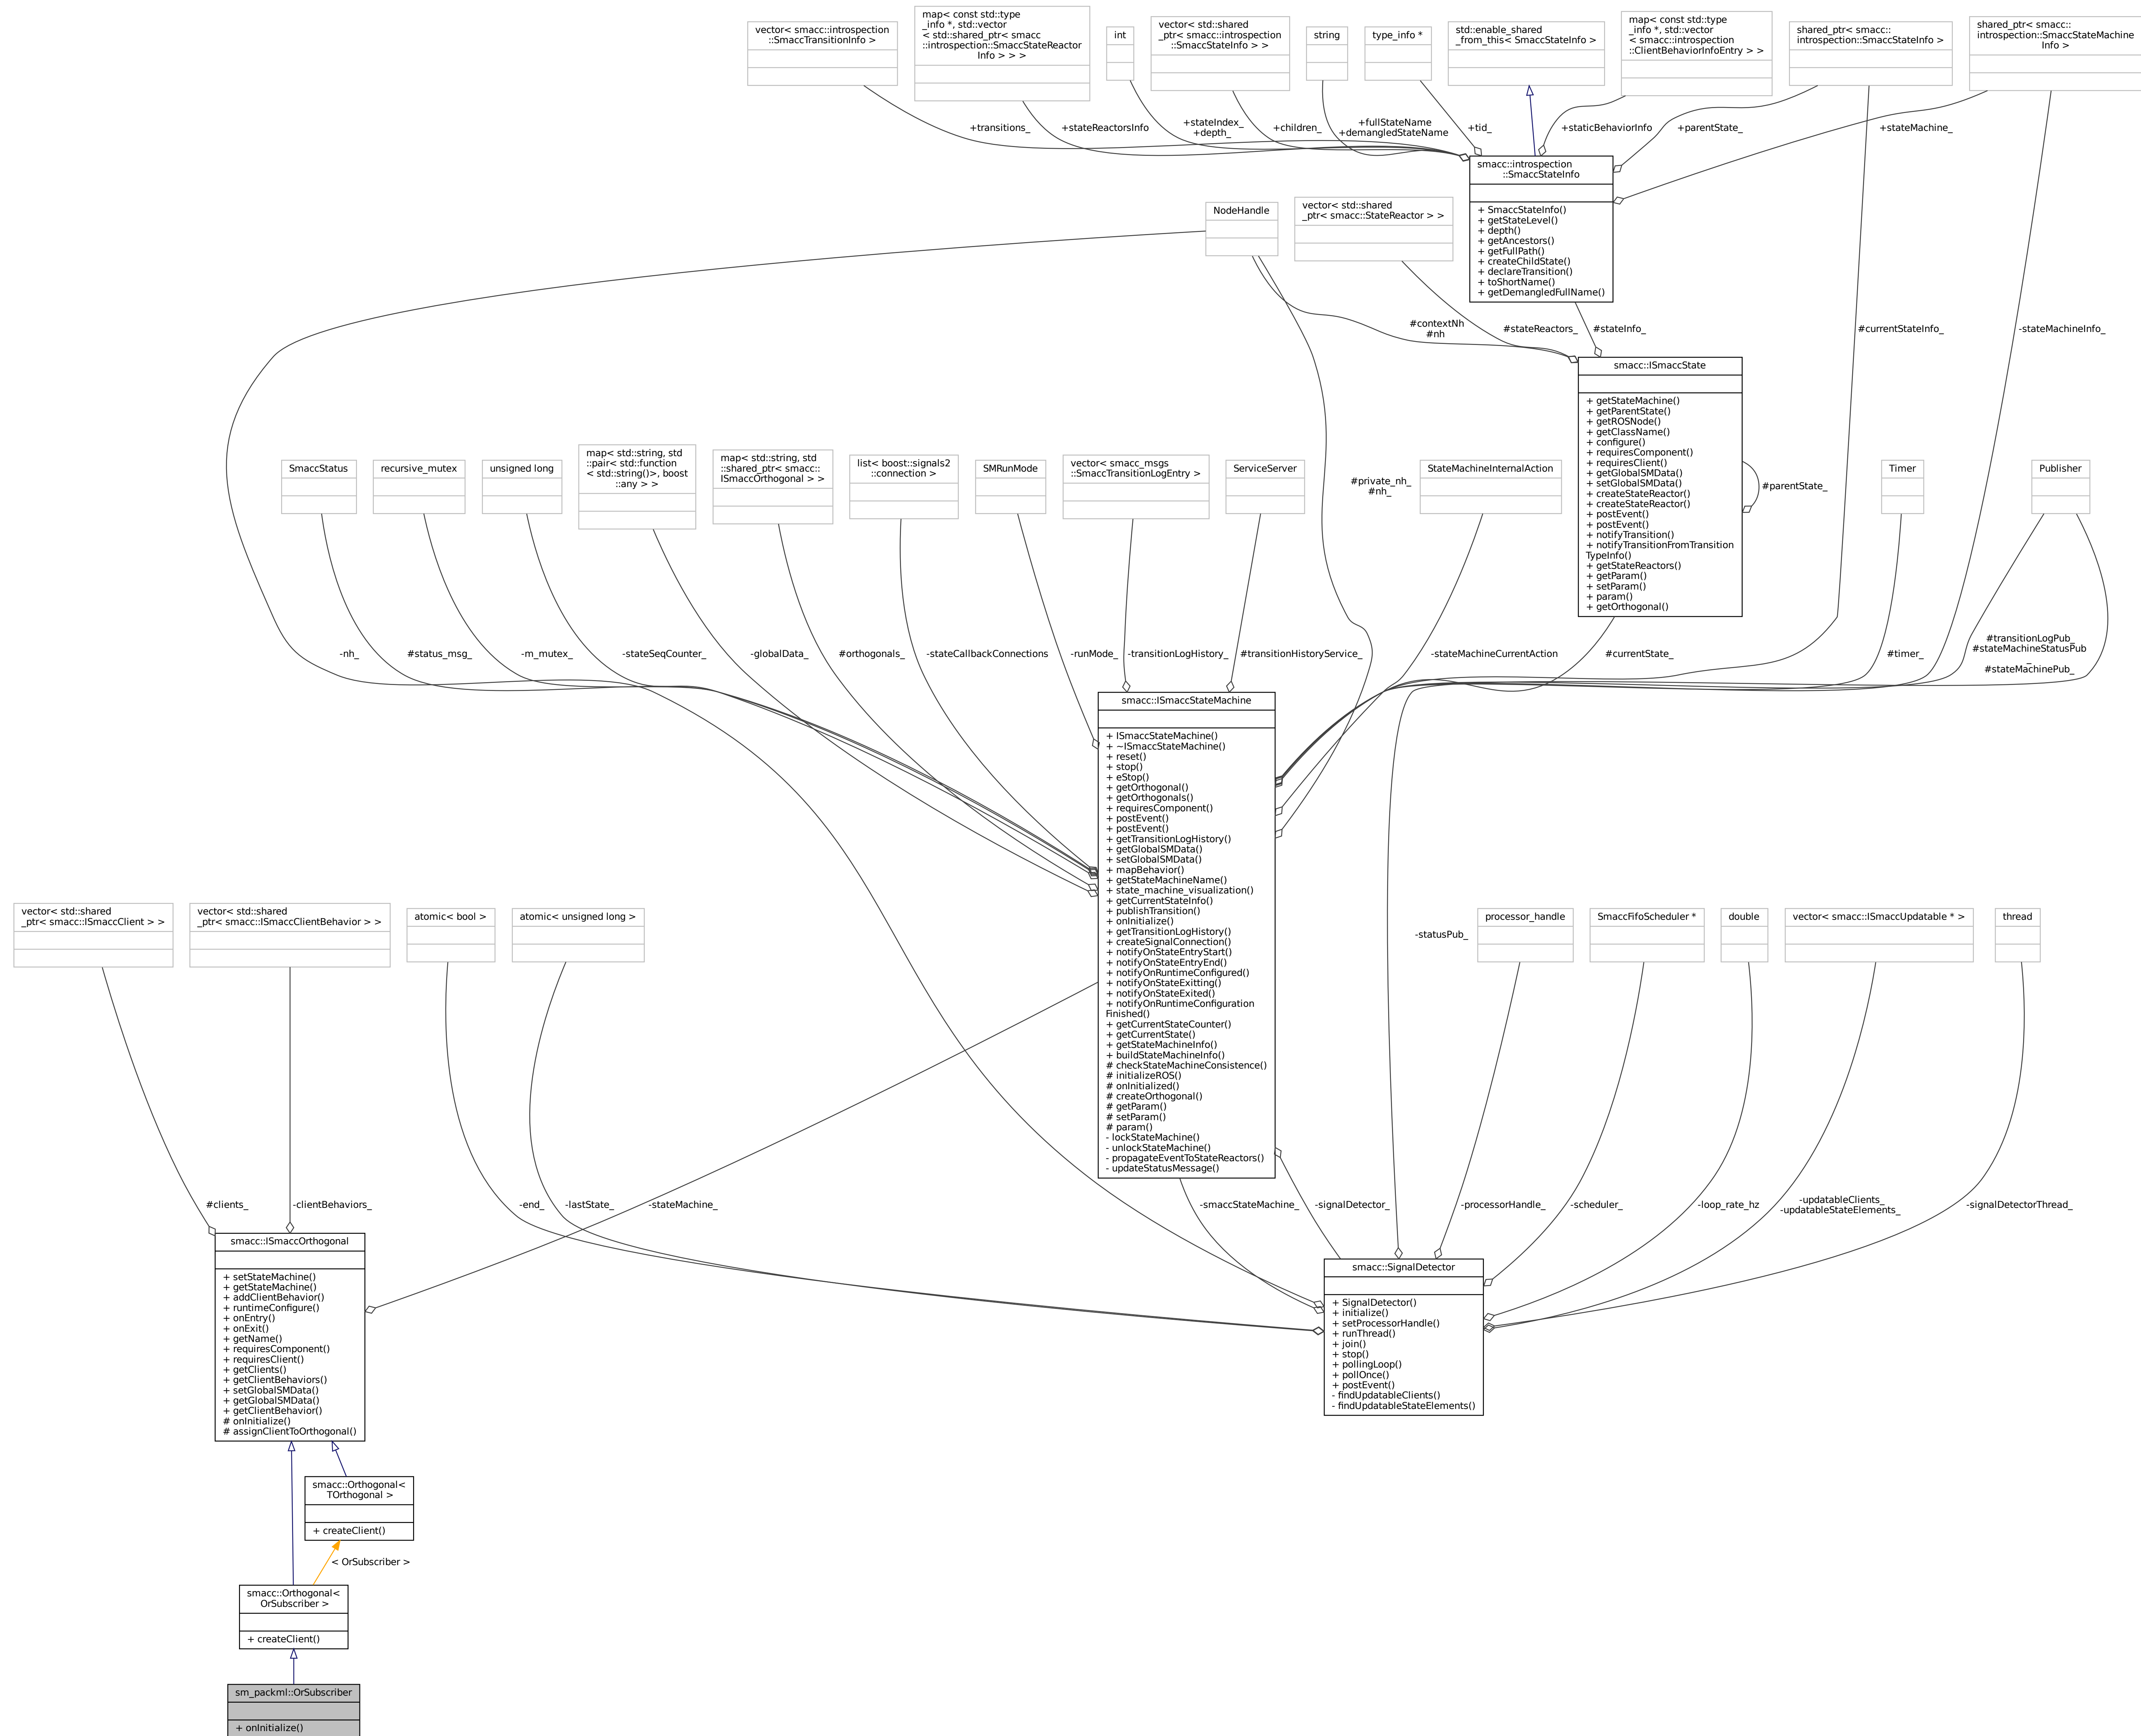 vector< smacc::introspection
::SmaccTransitionInfo >
map< const std::type
_info *, std::vector
< std::shared_ptr< smacc
::introspection::SmaccStateReactor
Info > > >
int
vector< std::shared
_ptr< smacc::introspection
::SmaccStateInfo > >
string
type_info *
std::enable_shared
_from_this< SmaccStateInfo >
map< const std::type
_info *, std::vector
< smacc::introspection
::ClientBehaviorInfoEntry > >
shared_ptr< smacc::
introspection::SmaccStateInfo >
shared_ptr< smacc::
introspection::SmaccStateMachine
Info >
+transitions_
+stateReactorsInfo
+stateIndex_
+depth_
+children_
+fullStateName
+demangledStateName
+tid_
+staticBehaviorInfo
+parentState_
+stateMachine_
smacc::introspection
::SmaccStateInfo
+ SmaccStateInfo()
+ getStateLevel()
+ depth()
+ getAncestors()
+ getFullPath()
+ createChildState()
+ declareTransition()
+ toShortName()
+ getDemangledFullName()
NodeHandle
vector< std::shared
_ptr< smacc::StateReactor > >
#contextNh
#nh
#stateReactors_
#stateInfo_
#currentStateInfo_
-stateMachineInfo_
smacc::ISmaccState
+ getStateMachine()
+ getParentState()
+ getROSNode()
+ getClassName()
+ configure()
+ requiresComponent()
+ requiresClient()
+ getGlobalSMData()
+ setGlobalSMData()
+ createStateReactor()
+ createStateReactor()
+ postEvent()
+ postEvent()
+ notifyTransition()
+ notifyTransitionFromTransition
TypeInfo()
+ getStateReactors()
+ getParam()
+ setParam()
+ param()
+ getOrthogonal()
#parentState_
SmaccStatus
recursive_mutex
unsigned long
map< std::string, std
::pair< std::function
< std::string()>, boost
::any > >
map< std::string, std
::shared_ptr< smacc::
ISmaccOrthogonal > >
list< boost::signals2
::connection >
SMRunMode
vector< smacc_msgs
::SmaccTransitionLogEntry >
ServiceServer
#private_nh_
#nh_
StateMachineInternalAction
Timer
Publisher
-nh_
#status_msg_
-m_mutex_
-stateSeqCounter_
-globalData_
#orthogonals_
-stateCallbackConnections
-runMode_
-transitionLogHistory_
#transitionHistoryService_
-stateMachineCurrentAction
#currentState_
#timer_
#transitionLogPub_
#stateMachineStatusPub
_
#stateMachinePub_
smacc::ISmaccStateMachine
+ ISmaccStateMachine()
+ ~ISmaccStateMachine()
+ reset()
+ stop()
+ eStop()
+ getOrthogonal()
+ getOrthogonals()
+ requiresComponent()
+ postEvent()
+ postEvent()
+ getTransitionLogHistory()
+ getGlobalSMData()
+ setGlobalSMData()
+ mapBehavior()
+ getStateMachineName()
+ state_machine_visualization()
+ getCurrentStateInfo()
+ publishTransition()
+ onInitialize()
+ getTransitionLogHistory()
+ createSignalConnection()
+ notifyOnStateEntryStart()
+ notifyOnStateEntryEnd()
+ notifyOnRuntimeConfigured()
+ notifyOnStateExitting()
+ notifyOnStateExited()
+ notifyOnRuntimeConfiguration
Finished()
+ getCurrentStateCounter()
+ getCurrentState()
+ getStateMachineInfo()
+ buildStateMachineInfo()
# checkStateMachineConsistence()
# initializeROS()
# onInitialized()
# createOrthogonal()
# getParam()
# setParam()
# param()
- lockStateMachine()
- unlockStateMachine()
- propagateEventToStateReactors()
- updateStatusMessage()
vector< std::shared
_ptr< smacc::ISmaccClient > >
vector< std::shared
_ptr< smacc::ISmaccClientBehavior > >
atomic< bool >
atomic< unsigned long >
-statusPub_
processor_handle
SmaccFifoScheduler *
double
vector< smacc::ISmaccUpdatable * >
thread
#clients_
-clientBehaviors_
-end_
-lastState_
-stateMachine_
-smaccStateMachine_
-signalDetector_
-processorHandle_
-scheduler_
-loop_rate_hz
-updatableClients_
-updatableStateElements_
-signalDetectorThread_
smacc::ISmaccOrthogonal
+ setStateMachine()
+ getStateMachine()
+ addClientBehavior()
+ runtimeConfigure()
+ onEntry()
+ onExit()
+ getName()
+ requiresComponent()
+ requiresClient()
+ getClients()
+ getClientBehaviors()
+ setGlobalSMData()
+ getGlobalSMData()
+ getClientBehavior()
# onInitialize()
# assignClientToOrthogonal()
smacc::SignalDetector
+ SignalDetector()
+ initialize()
+ setProcessorHandle()
+ runThread()
+ join()
+ stop()
+ pollingLoop()
+ pollOnce()
+ postEvent()
- findUpdatableClients()
- findUpdatableStateElements()
smacc::Orthogonal<
TOrthogonal >
+ createClient()
< OrSubscriber >
smacc::Orthogonal<
OrSubscriber >
+ createClient()
sm_packml::OrSubscriber
+ onInitialize()